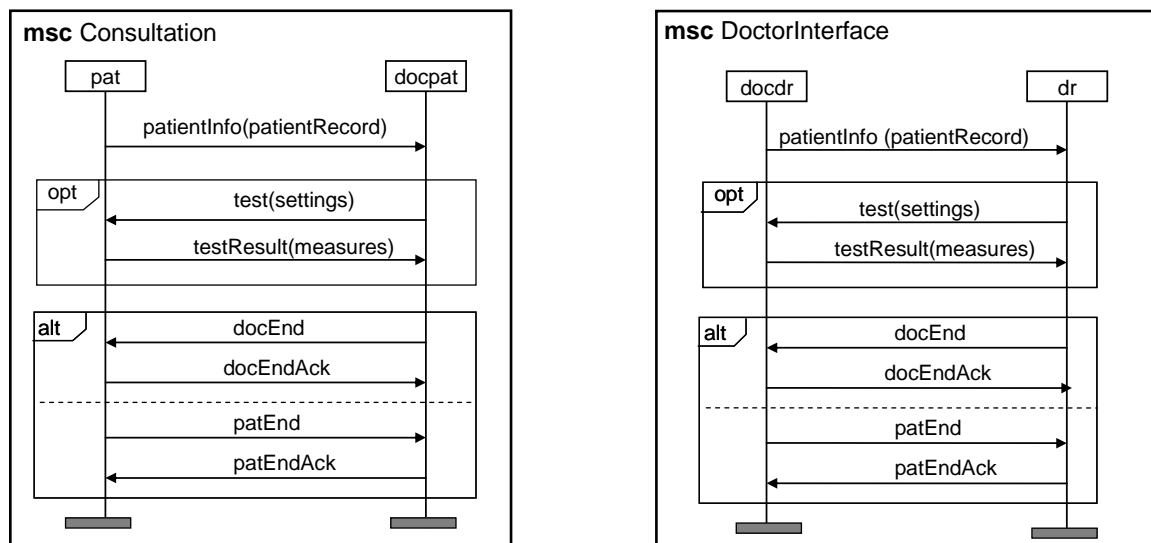 msc Consultation
pat
docpat
patientInfo(patientRecord)
opt
test(settings)
testResult(measures)
alt
docEnd
docEndAck
patEnd
patEndAck
msc DoctorInterface
docdr
dr
patientInfo (patientRecord)
opt
test(settings)
testResult(measures)
alt
docEnd
docEndAck
patEnd
patEndAck